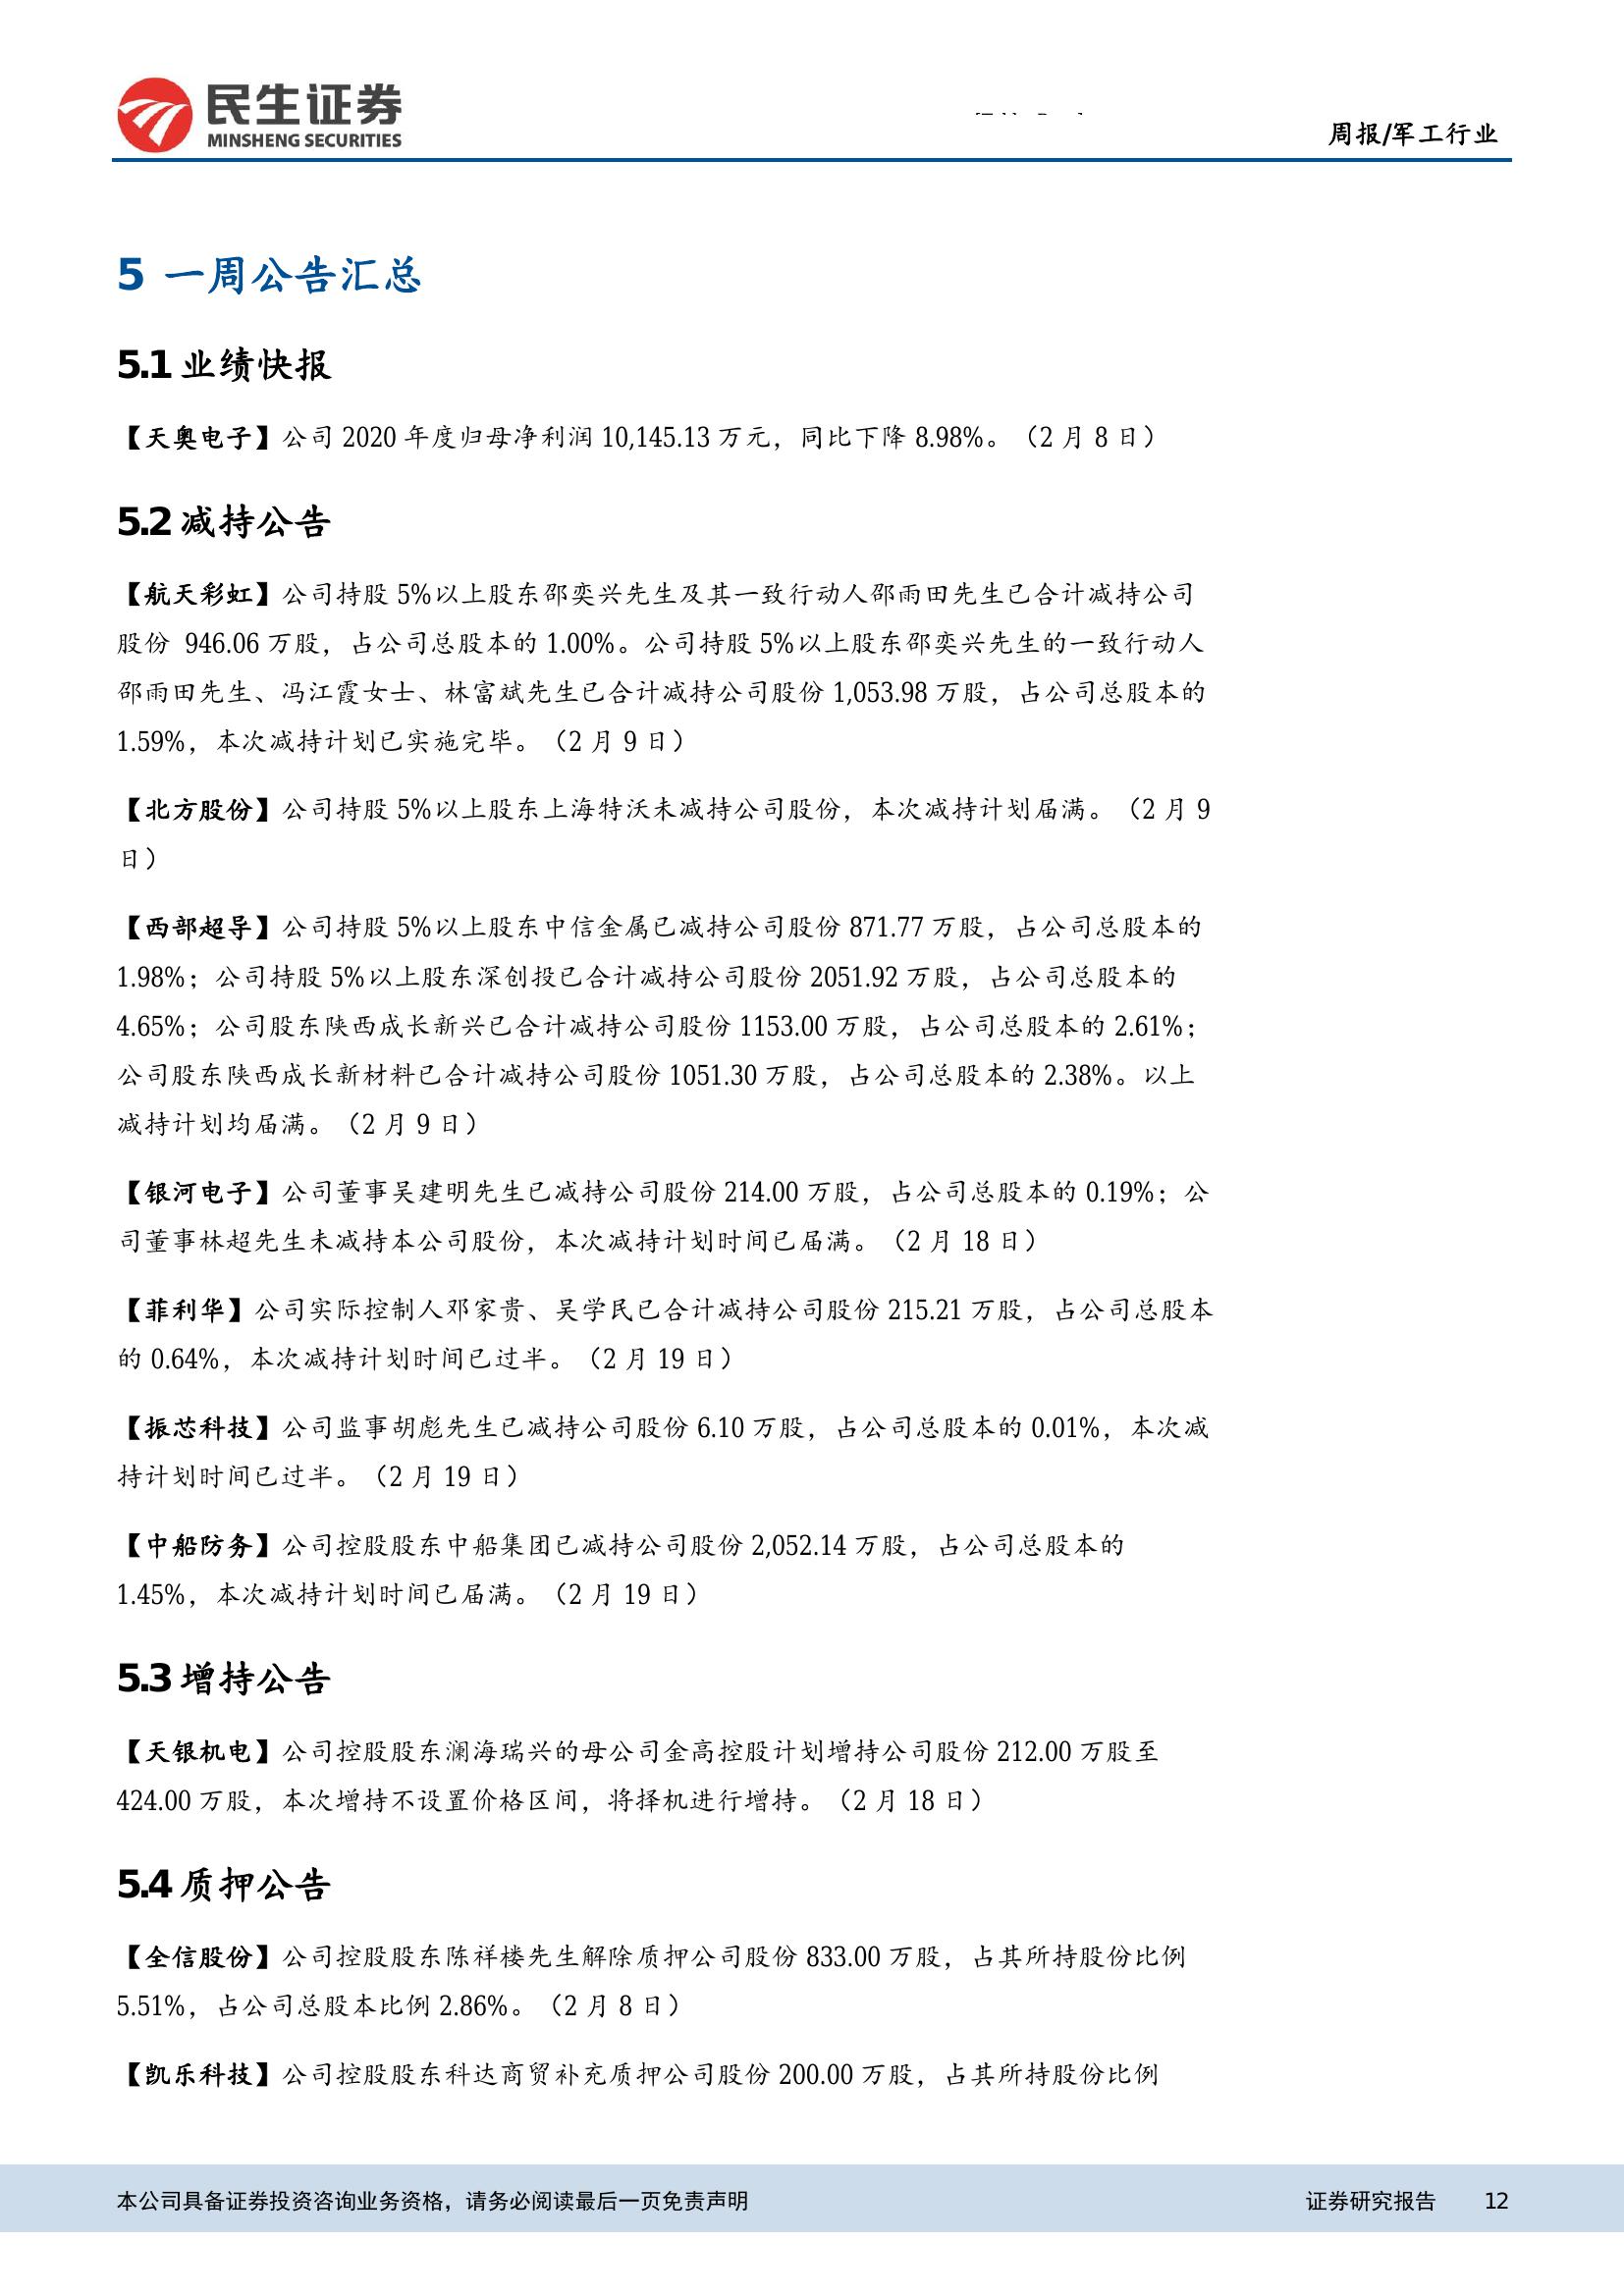 民生证券
MINSHENG SECURITIES
周报/军工行业
5 一周公告汇总
5.1 业绩快报
【天奥电子】公司 2020 年度归母净利润 10,145.13 万元，同比下降 8.98%。（2 月 8 日）
5.2 减持公告
【航天彩虹】公司持股 5%以上股东邵奕兴先生及其一致行动人邵雨田先生已合计减持公司
股份 946.06 万股，占公司总股本的 1.00%。公司持股 5%以上股东邵奕兴先生的一致行动人
邵雨田先生、冯江霞女士、林富斌先生已合计减持公司股份 1,053.98 万股，占公司总股本的
1.59%，本次减持计划已实施完毕。（2 月 9 日）
【北方股份】公司持股 5%以上股东上海特沃未减持公司股份，本次减持计划届满。（2 月 9
日）
【西部超导】公司持股 5%以上股东中信金属已减持公司股份 871.77 万股，占公司总股本的
1.98%；公司持股 5%以上股东深创投已合计减持公司股份 2051.92 万股，占公司总股本的
4.65%；公司股东陕西成长新兴已合计减持公司股份 1153.00 万股，占公司总股本的 2.61%；
公司股东陕西成长新材料已合计减持公司股份 1051.30 万股，占公司总股本的 2.38%。以上
减持计划均届满。（2 月 9 日）
【银河电子】公司董事吴建明先生已减持公司股份 214.00 万股，占公司总股本的 0.19%；公
司董事林超先生未减持本公司股份，本次减持计划时间已届满。（2 月 18 日）
【菲利华】公司实际控制人邓家贵、吴学民已合计减持公司股份 215.21 万股，占公司总股本
的 0.64%，本次减持计划时间已过半。（2 月 19 日）
【振芯科技】公司监事胡彪先生已减持公司股份 6.10 万股，占公司总股本的 0.01%，本次减
持计划时间已过半。（2 月 19 日）
【中船防务】公司控股股东中船集团已减持公司股份 2,052.14 万股，占公司总股本的
1.45%，本次减持计划时间已届满。（2 月 19 日）
5.3 增持公告
【天银机电】公司控股股东澜海瑞兴的母公司金高控股计划增持公司股份 212.00 万股至
424.00 万股，本次增持不设置价格区间，将择机进行增持。（2 月 18 日）
5.4 质押公告
【全信股份】公司控股股东陈祥楼先生解除质押公司股份 833.00 万股，占其所持股份比例
5.51%，占公司总股本比例 2.86%。（2 月 8 日）
【凯乐科技】公司控股股东科达商贸补充质押公司股份 200.00 万股，占其所持股份比例
本公司具备证券投资咨询业务资格，请务必阅读最后一页免责声明
证券研究报告 12